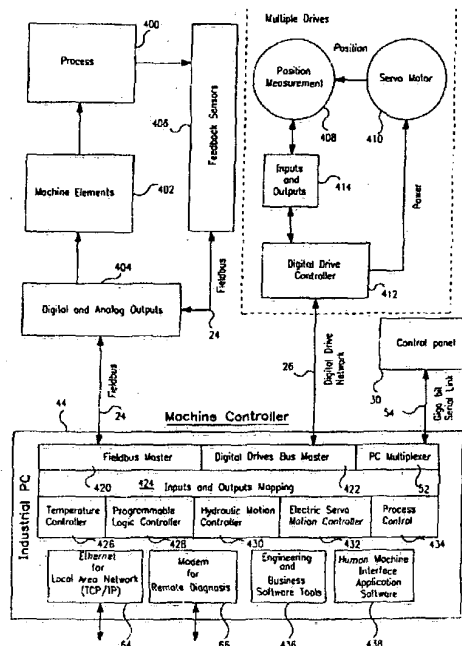 Multiple Drives
400
Process
Position
Position
Measurement
Servo Motor
406
Feedback Sensors
408
410
Inputs
and
Outputs
414
Machine Elements
402
Power
404
Digital Drive
Controller
412
Digital and Analog Outputs
Fieldbus
24
26
Digital Drive
Network
Control panel
30
54
Giga bit
Serial Link
Fieldbus
24
44
Machine Controller
Industrial PC
Fieldbus Master
Digital Drives Bus Master
PC Multiplexer
420
424
Inputs and Outputs Mapping
422
52
Temperature
Controller
Programmable
Logic Controller
Hydraulic Motion
Controller
Electric Servo
Motion Controller
Process
Control
426
428
430
432
434
Ethernet
for
Local Area Network
(TCP/IP)
Modem
for
Remote Diagnosis
Engineering
and
Business
Software Tools
Human Machine
Interface
Application
Software
64
66
436
438